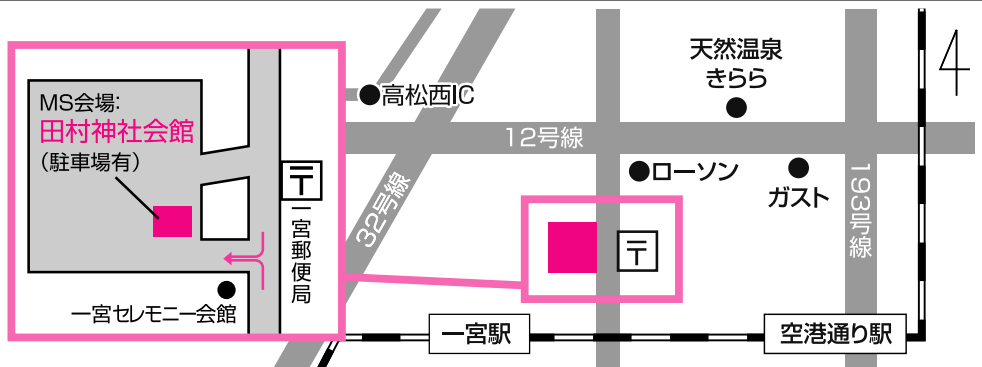 MS会場:
田村神社会館
(駐車場有)
〒
一宮郵便局
一宮セレモニー会館
高松西IC
32号線
12号線
天然温泉
きらら
ローソン
ガスト
193号線
〒
一宮駅
空港通り駅